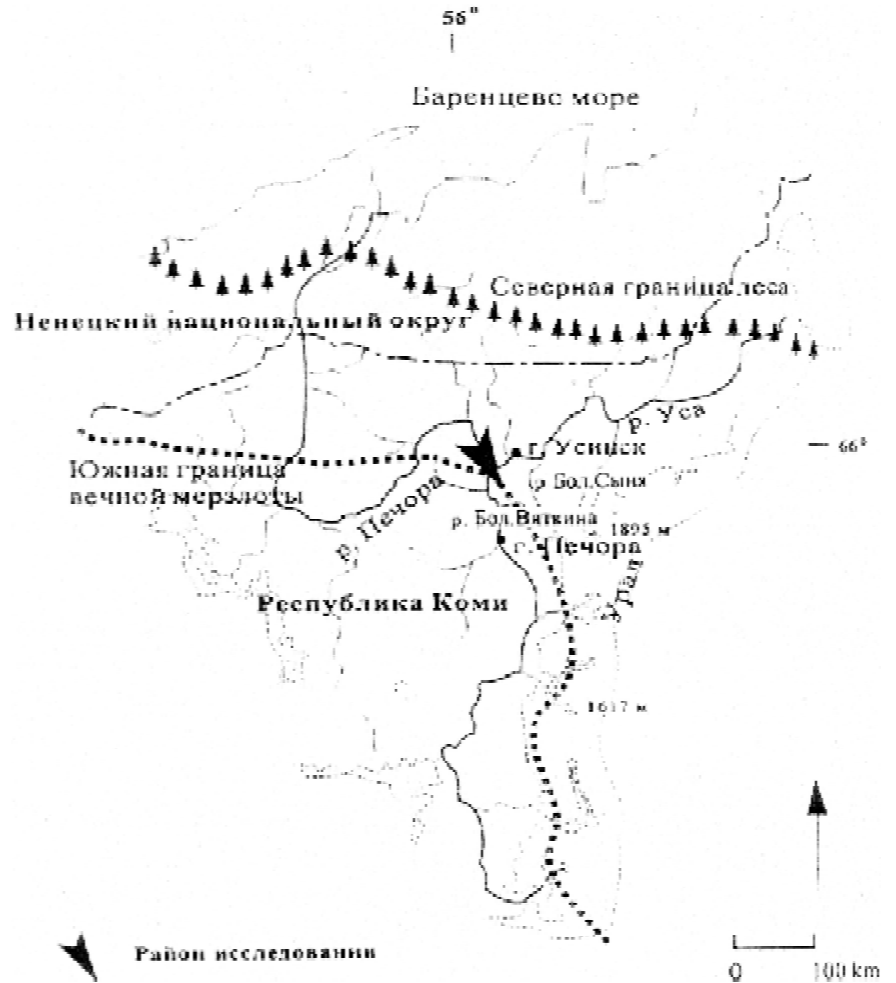 56°
Баренцево море
Северная граница леса
Ненецкий национальный округ
р. Уса
66°
г. Усинск
Южная граница
вечной мерзлоты
р. Бол.Сыня
р. Печора
р. Бол.Вяткина
1895 м
г. Печора
Урал
Республика Коми
1617 м
Район исследовании
0 100 km